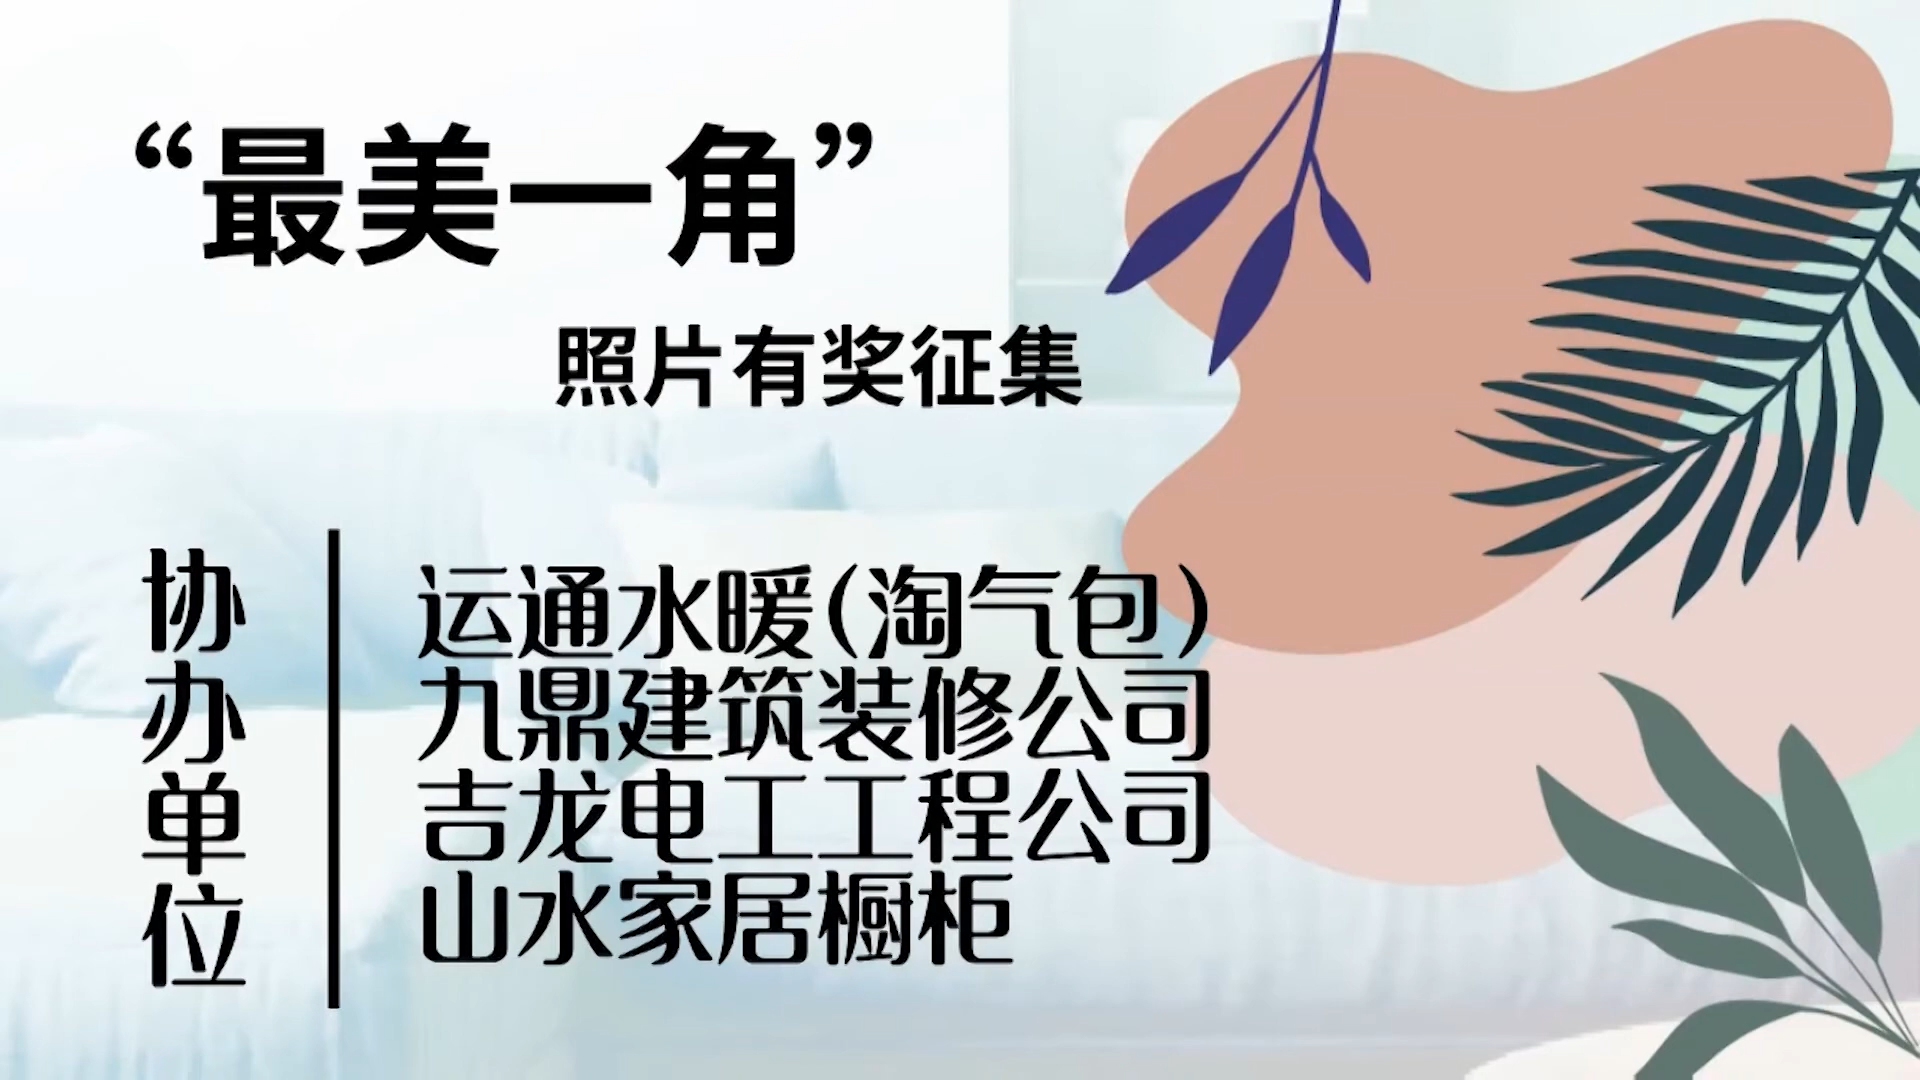 “最美一角”
照片有奖征集
协办单位
运通水暖(淘气包)
九鼎建筑装修公司
吉龙电工工程公司
山水家居橱柜